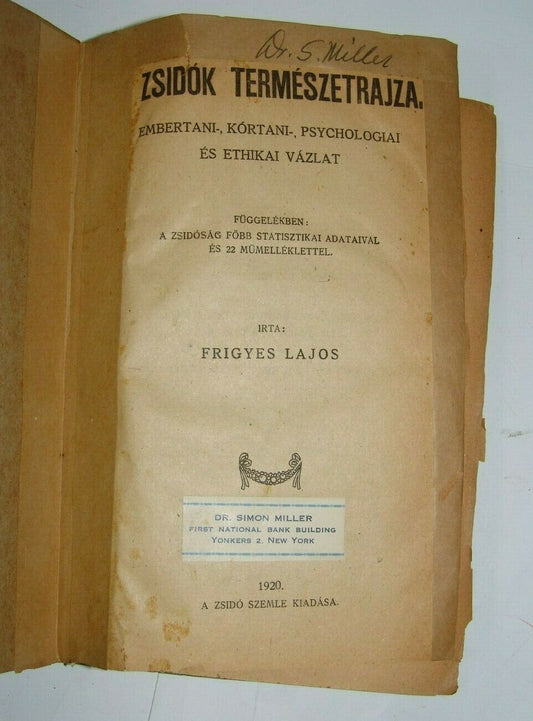 Dr. S. Miller
ZSIDÓK TERMÉSZETRAJZA.
EMBERTANI-, KÓRTANI-, PSYCHOLOGIAI
ÉS ETHIKAI VÁZLAT
FÜGGELÉKBEN:
A ZSIDÓSÁG FŐBB STATISZTIKAI ADATAIVAL
ÉS 22 MŰMELLÉKLETTEL.
IRTA:
FRIGYES LAJOS
DR. SIMON MILLER
FIRST NATIONAL BANK BUILDING
YONKERS 2, NEW YORK
1920.
A ZSIDÓ SZEMLE KIADÁSA.